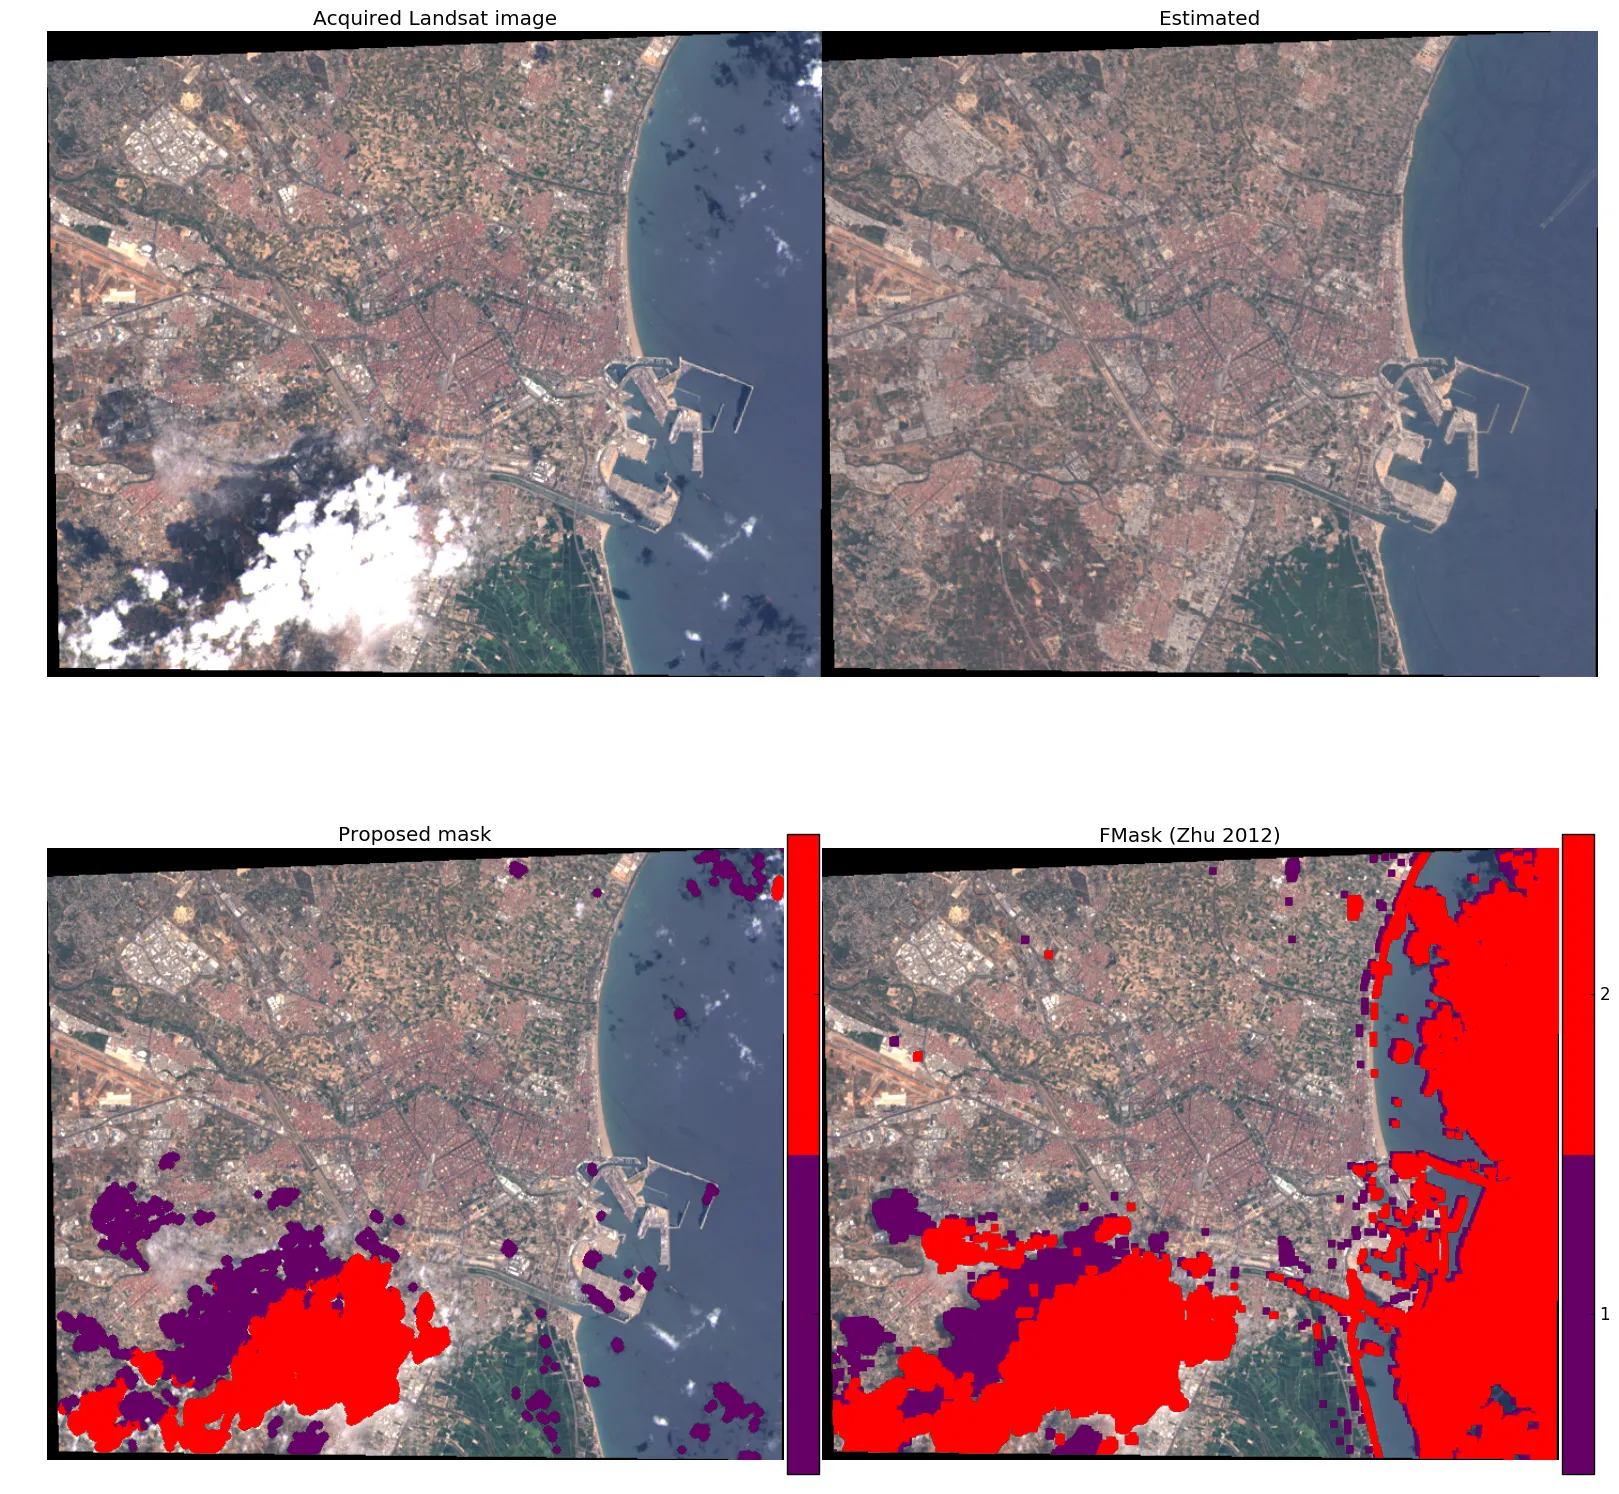 Acquired Landsat image
Estimated
Proposed mask
FMask (Zhu 2012)
2
1